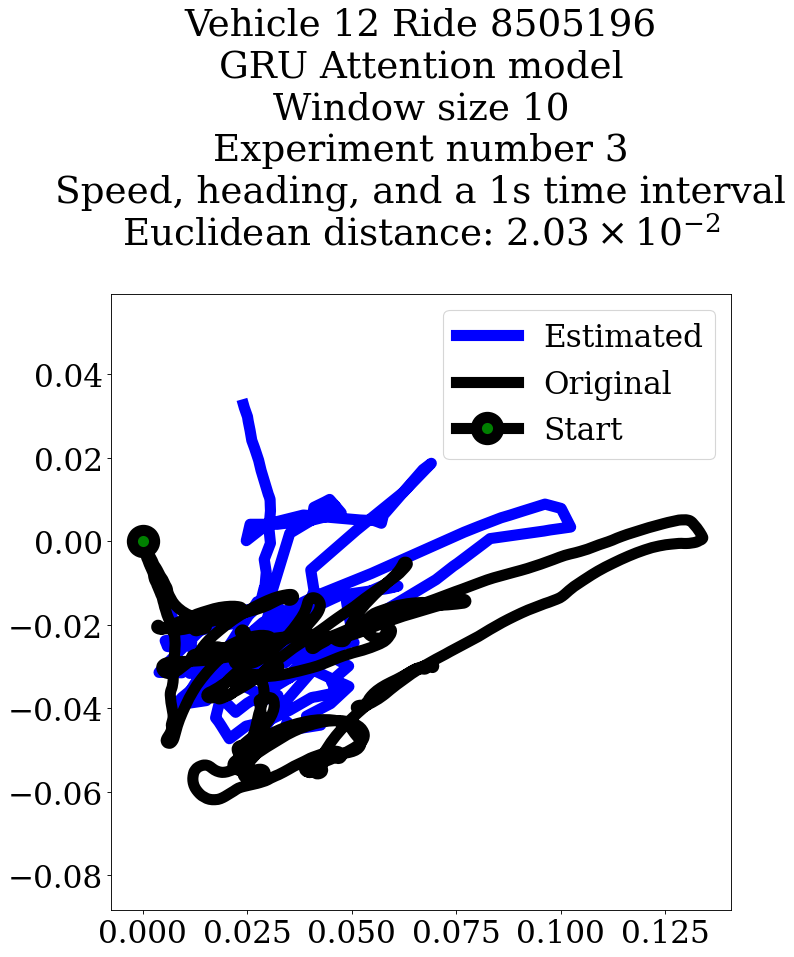 Vehicle 12 Ride 8505196
GRU Attention model
Window size 10
Experiment number 3
Speed, heading, and a 1s time interval
Euclidean distance: 2.03 × 10⁻²
Estimated
Original
Start
0.04
0.02
0.00
−0.02
−0.04
−0.06
−0.08
0.000 0.025 0.050 0.075 0.100 0.125